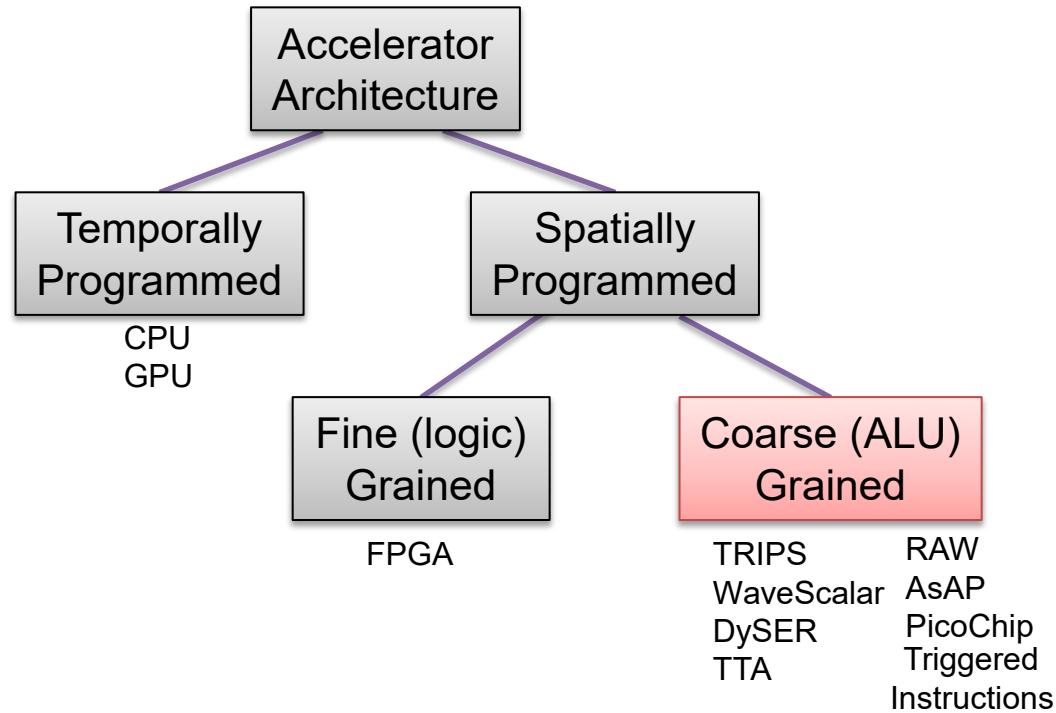 Accelerator
Architecture
Temporally
Programmed
Spatially
Programmed
CPU
GPU
Fine (logic)
Grained
Coarse (ALU)
Grained
FPGA
TRIPS
WaveScalar
DySER
TTA
RAW
AsAP
PicoChip
Triggered
Instructions